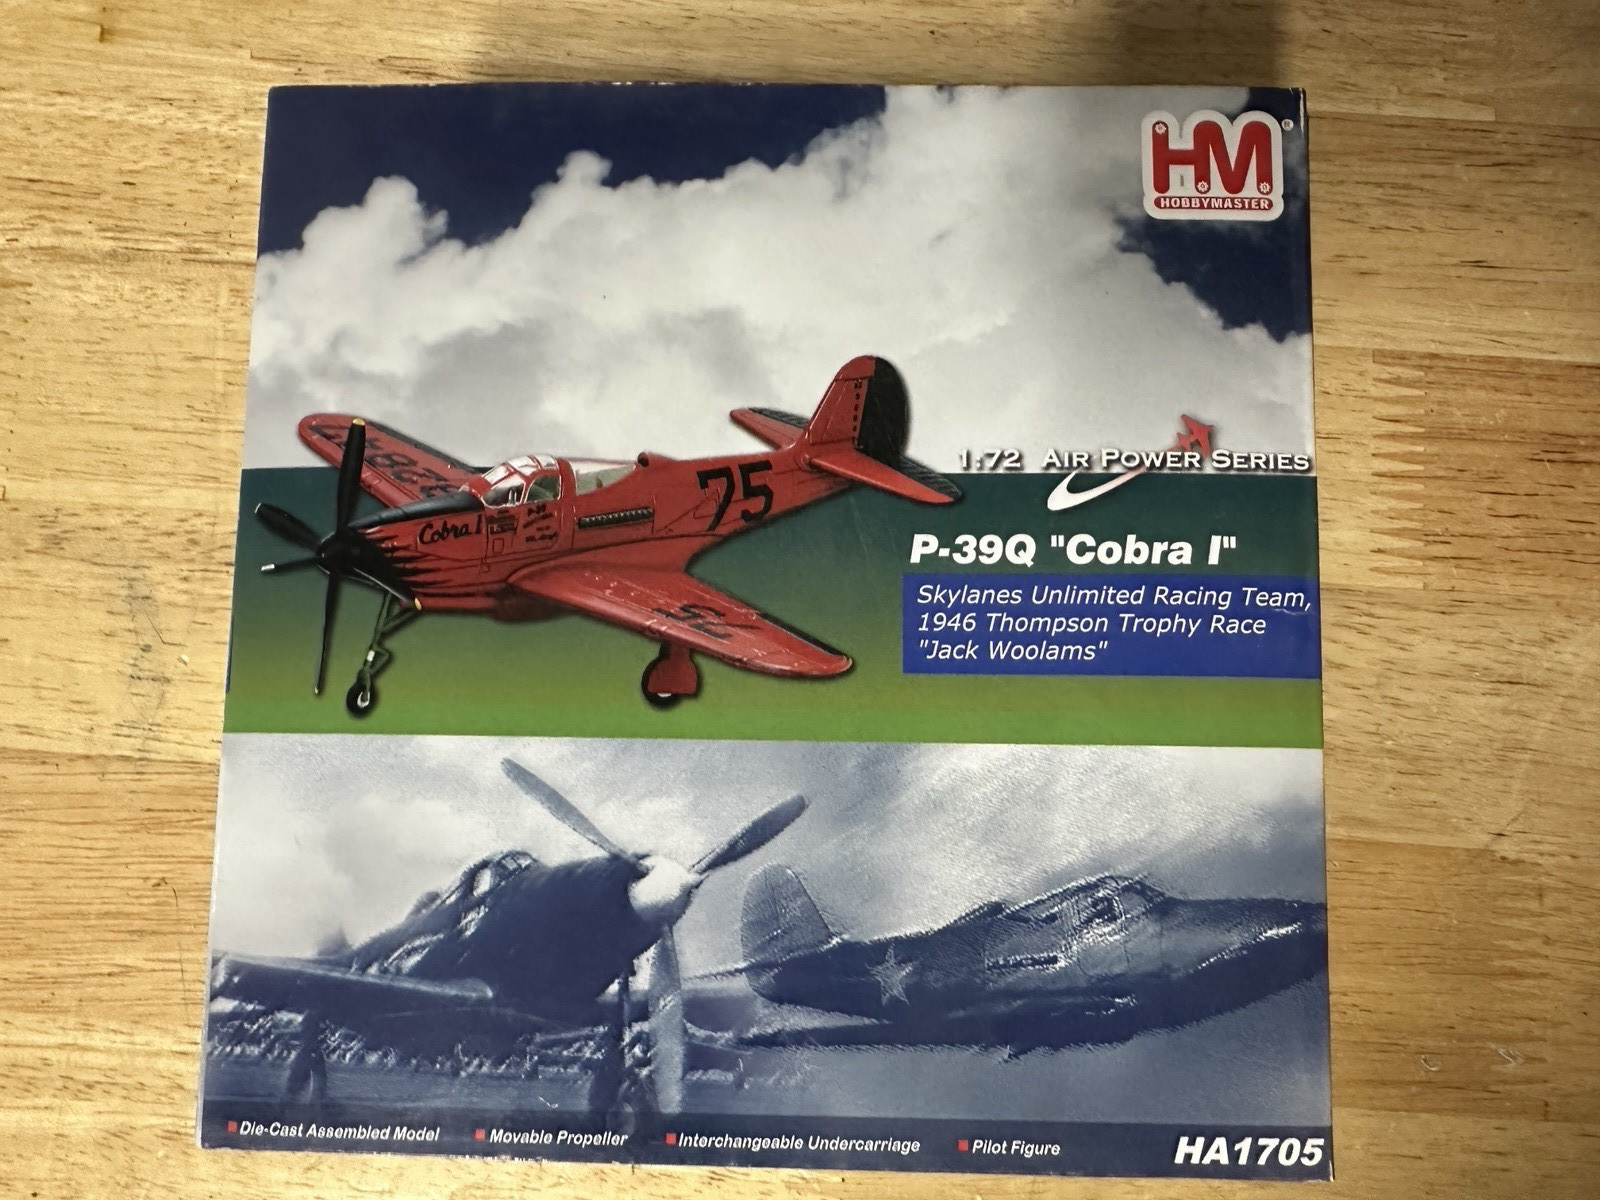 HM®
HOBBYMASTER
1:72 AIR POWER SERIES
P-39Q "Cobra I"
Skylanes Unlimited Racing Team,
1946 Thompson Trophy Race
"Jack Woolams"
Cobra I
75
75
Die-Cast Assembled Model
Movable Propeller
Interchangeable Undercarriage
Pilot Figure
HA1705